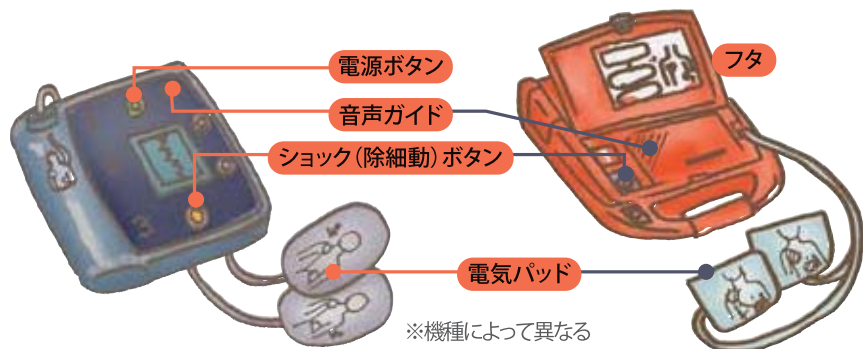 電源ボタン
フタ
音声ガイド
ショック(除細動)ボタン
電気パッド
※機種によって異なる